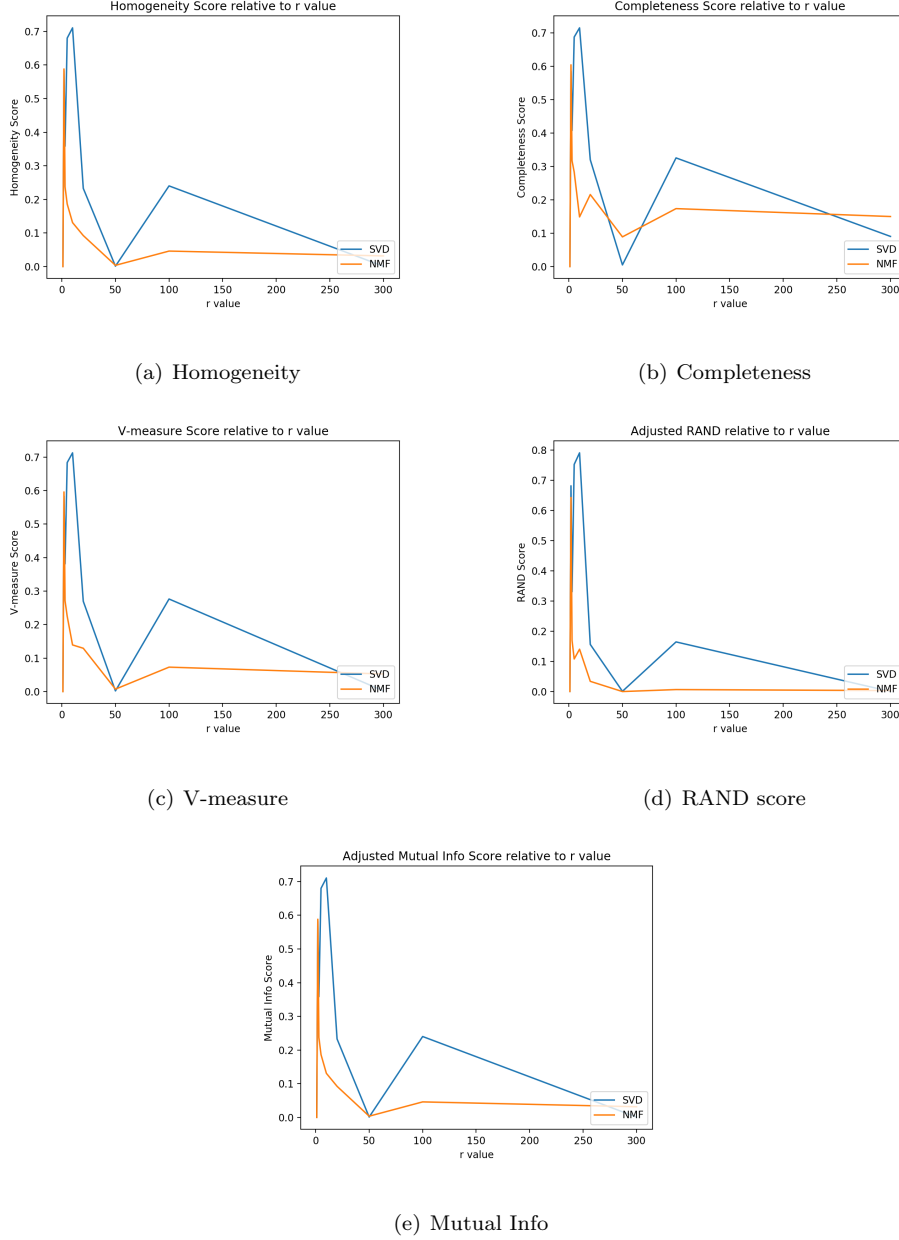 Homogeneity Score relative to r value
0.7
0.6
0.5
0.4
0.3
0.2
0.1
0.0
Homogeneity Score
SVD
NMF
0 50 100 150 200 250 300
r value
(a) Homogeneity
Completeness Score relative to r value
0.7
0.6
0.5
0.4
0.3
0.2
0.1
0.0
Completeness Score
SVD
NMF
0 50 100 150 200 250 300
r value
(b) Completeness
V-measure Score relative to r value
0.7
0.6
0.5
0.4
0.3
0.2
0.1
0.0
V-measure Score
SVD
NMF
0 50 100 150 200 250 300
r value
(c) V-measure
Adjusted RAND relative to r value
0.8
0.7
0.6
0.5
0.4
0.3
0.2
0.1
0.0
RAND Score
SVD
NMF
0 50 100 150 200 250 300
r value
(d) RAND score
Adjusted Mutual Info Score relative to r value
0.7
0.6
0.5
0.4
0.3
0.2
0.1
0.0
Mutual Info Score
SVD
NMF
0 50 100 150 200 250 300
r value
(e) Mutual Info